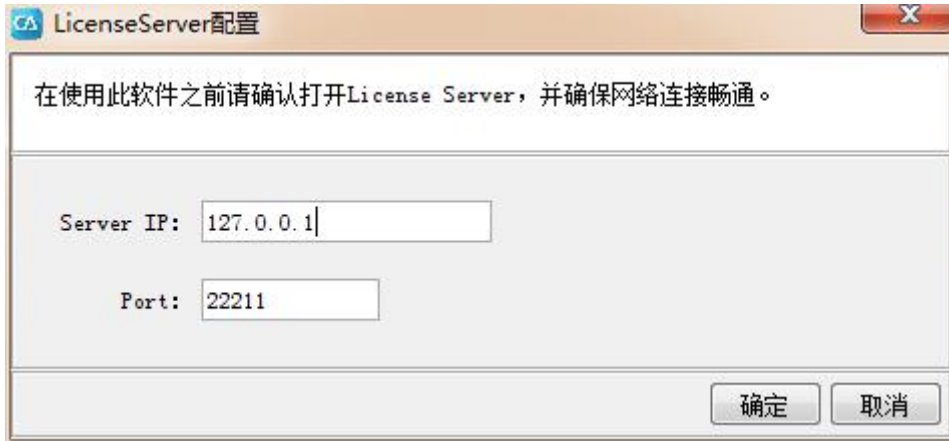 CA LicenseServer配置
在使用此软件之前请确认打开License Server，并确保网络连接畅通。
Server IP: 127.0.0.1
Port: 22211
确定 取消